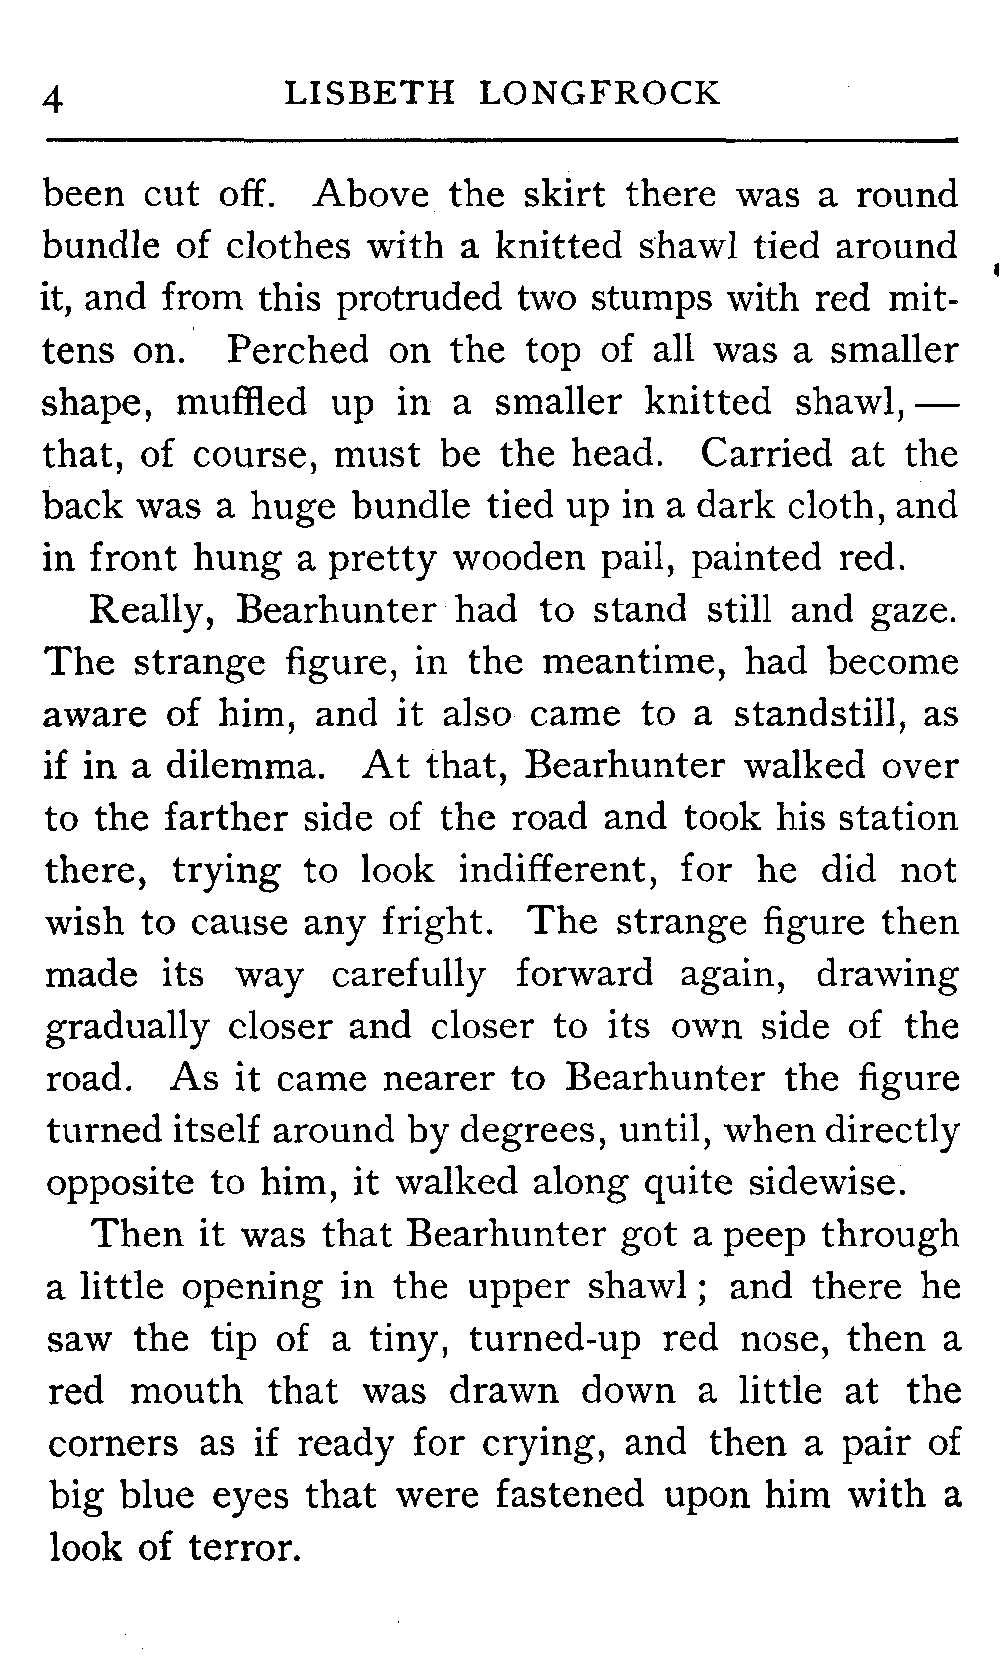 4 LISBETH LONGFROCK
been cut off. Above the skirt there was a round
bundle of clothes with a knitted shawl tied around
it, and from this protruded two stumps with red mit-
tens on. Perched on the top of all was a smaller
shape, muffled up in a smaller knitted shawl, —
that, of course, must be the head. Carried at the
back was a huge bundle tied up in a dark cloth, and
in front hung a pretty wooden pail, painted red.
Really, Bearhunter had to stand still and gaze.
The strange figure, in the meantime, had become
aware of him, and it also came to a standstill, as
if in a dilemma. At that, Bearhunter walked over
to the farther side of the road and took his station
there, trying to look indifferent, for he did not
wish to cause any fright. The strange figure then
made its way carefully forward again, drawing
gradually closer and closer to its own side of the
road. As it came nearer to Bearhunter the figure
turned itself around by degrees, until, when directly
opposite to him, it walked along quite sidewise.
Then it was that Bearhunter got a peep through
a little opening in the upper shawl ; and there he
saw the tip of a tiny, turned-up red nose, then a
red mouth that was drawn down a little at the
corners as if ready for crying, and then a pair of
big blue eyes that were fastened upon him with a
look of terror.